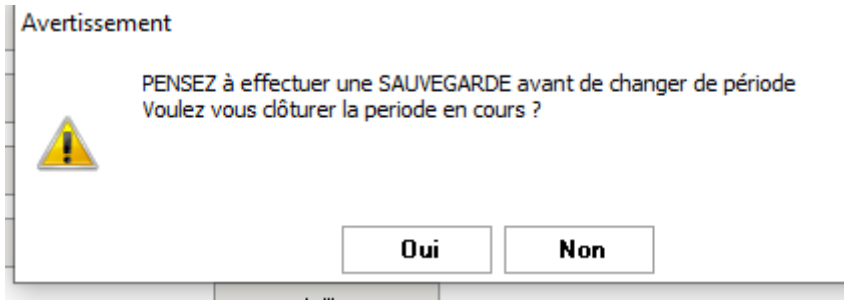 Avertissement
PENSEZ à effectuer une SAUVEGARDE avant de changer de période
Voulez vous clôturer la periode en cours ?
Oui Non